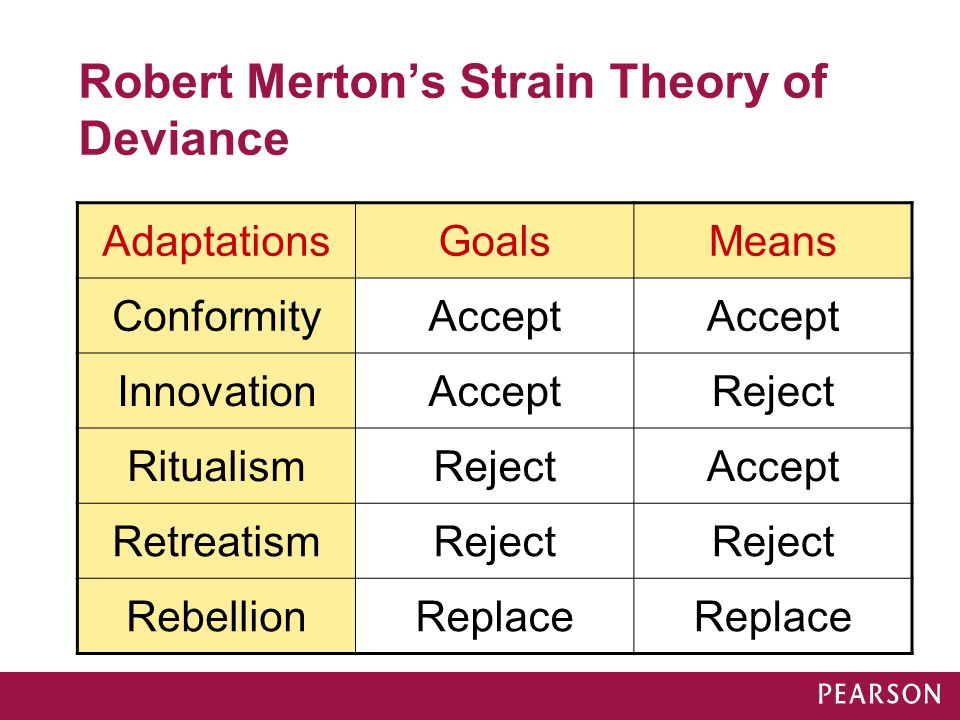 Robert Merton’s Strain Theory of
Deviance
Adaptations Goals Means
Conformity Accept Accept
Innovation Accept Reject
Ritualism Reject Accept
Retreatism Reject Reject
Rebellion Replace Replace
PEARSON